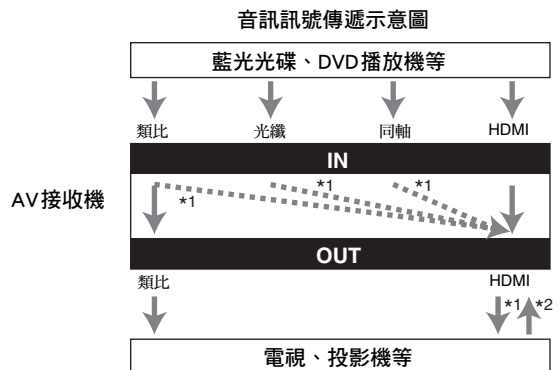 音訊訊號傳遞示意圖
藍光光碟、DVD播放機等
類比 光纖 同軸 HDMI
IN
AV接收機
*1 *1 *1
OUT
類比 HDMI
*1 *2
電視、投影機等